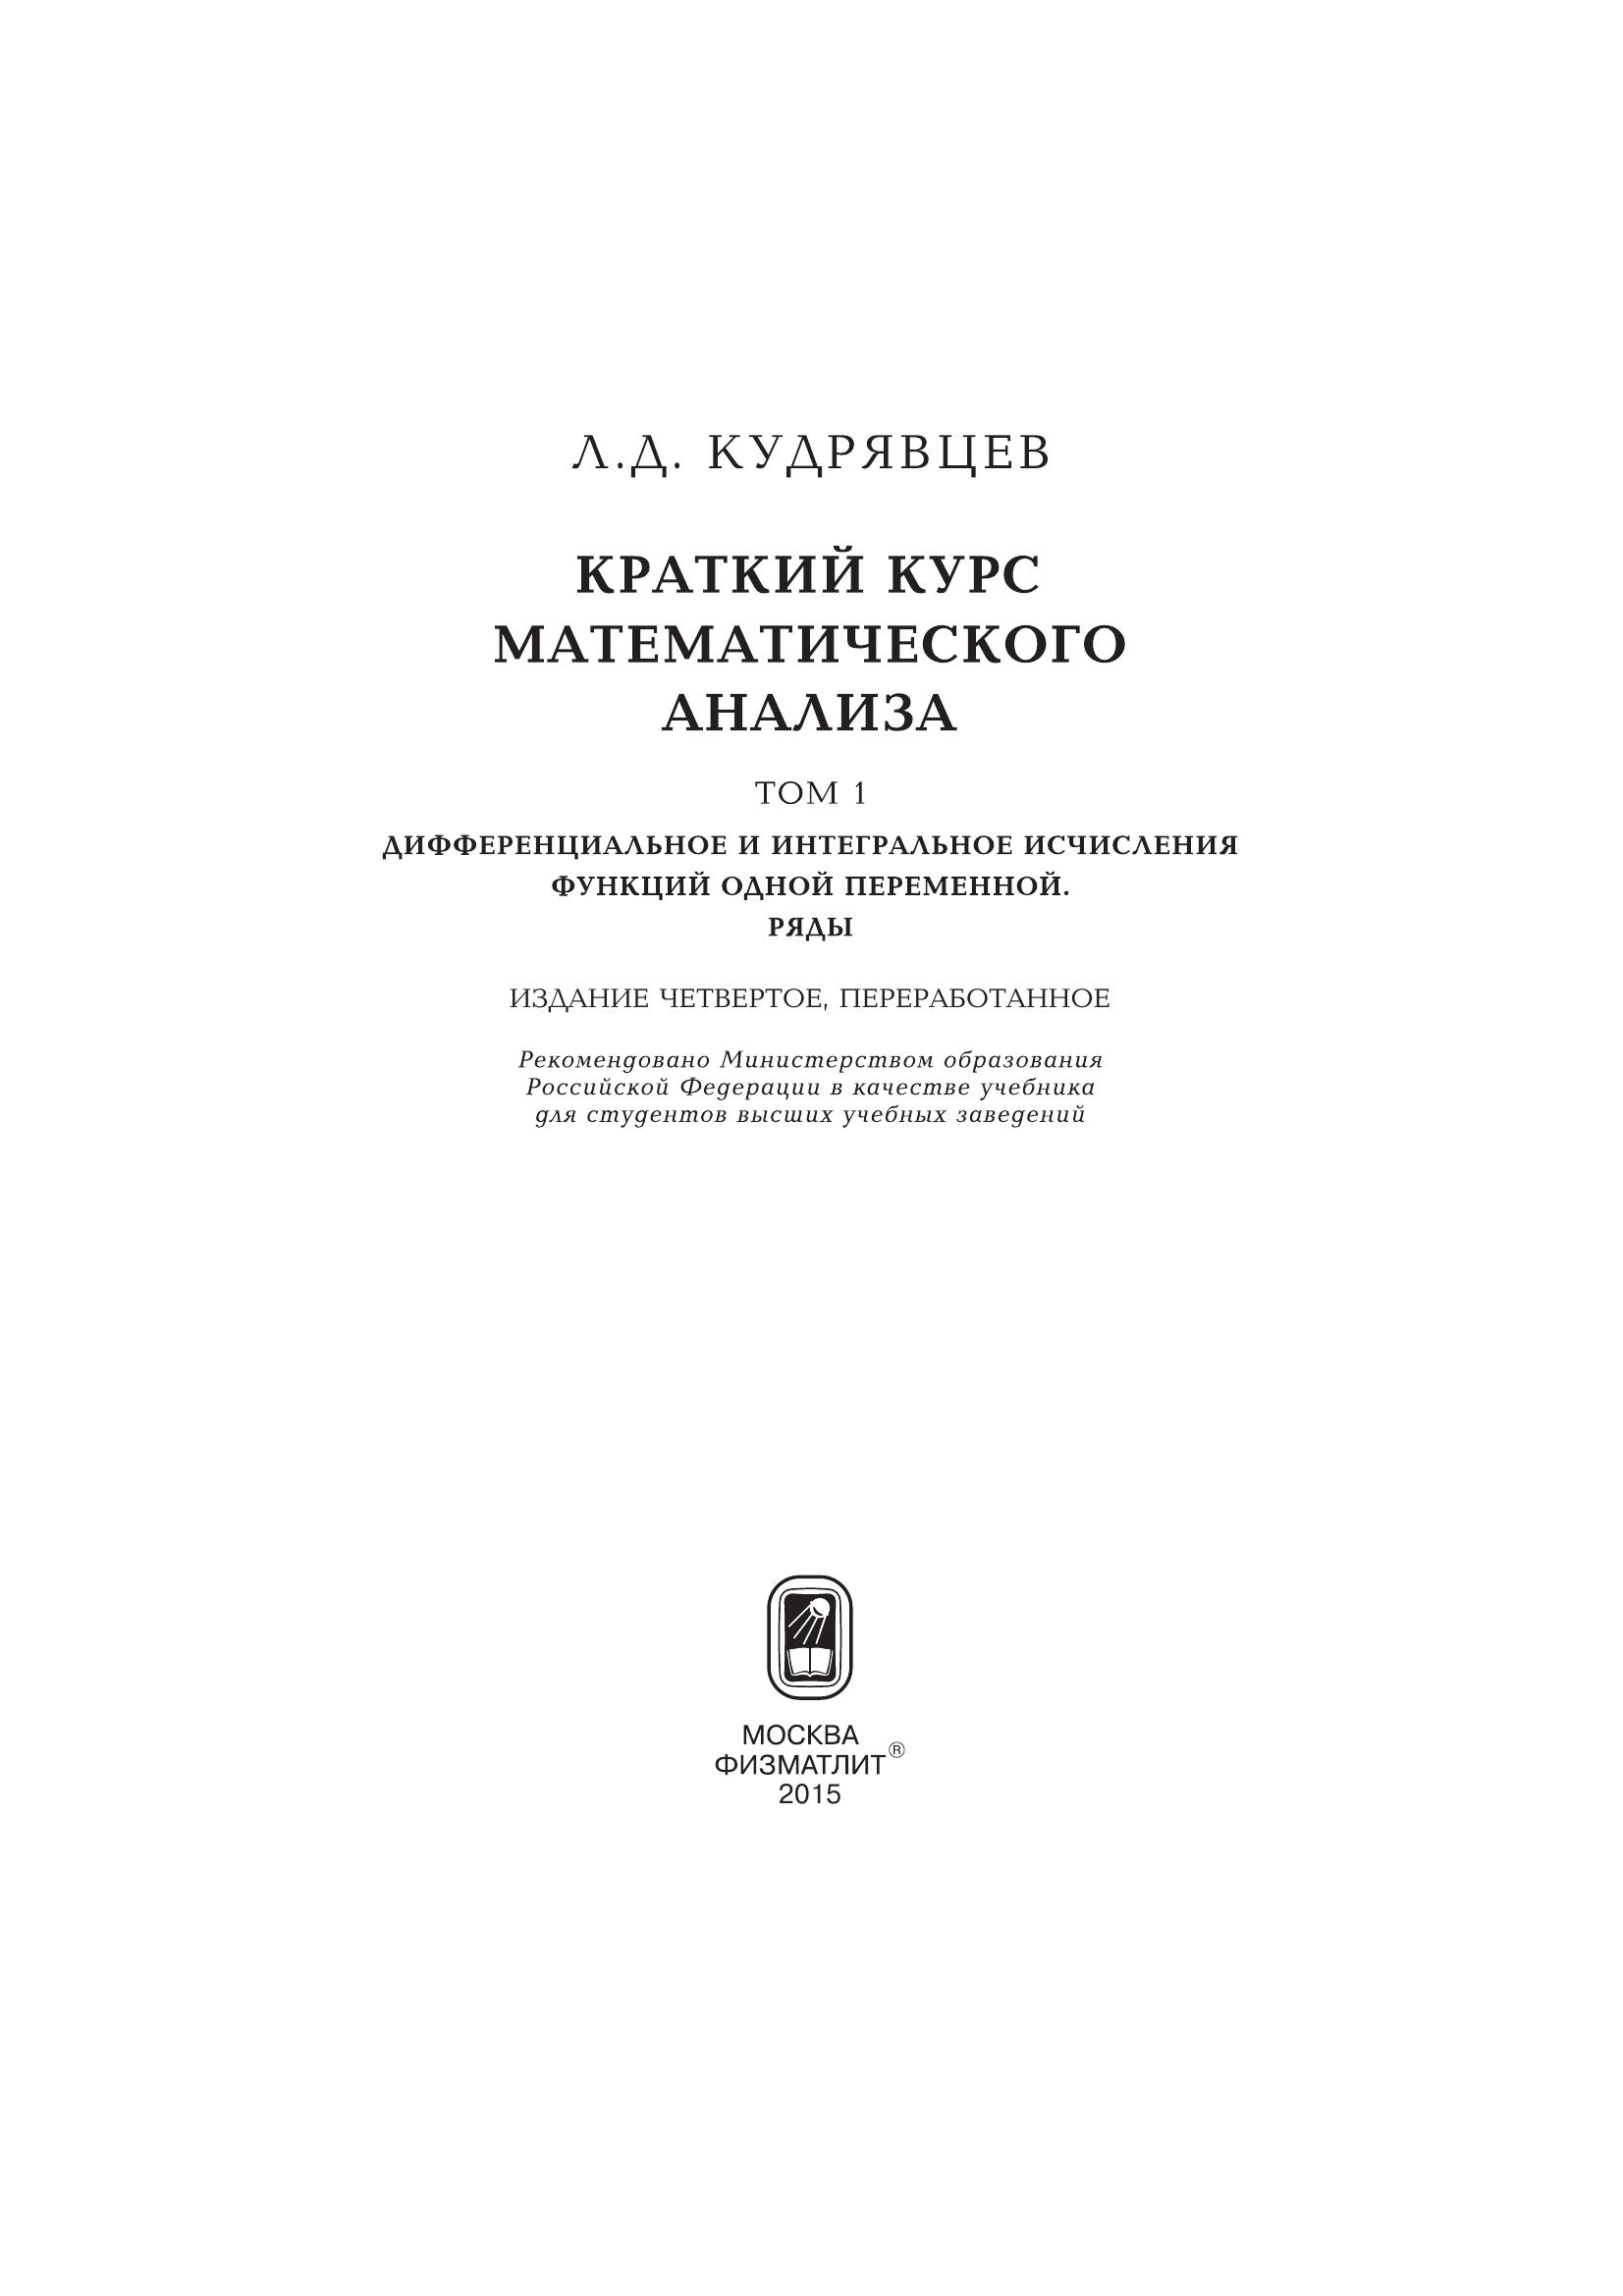 Л.Д. КУДРЯВЦЕВ
КРАТКИЙ КУРС
МАТЕМАТИЧЕСКОГО
АНАЛИЗА
ТОМ 1
ДИФФЕРЕНЦИАЛЬНОЕ И ИНТЕГРАЛЬНОЕ ИСЧИСЛЕНИЯ
ФУНКЦИЙ ОДНОЙ ПЕРЕМЕННОЙ.
РЯДЫ
ИЗДАНИЕ ЧЕТВЕРТОЕ, ПЕРЕРАБОТАННОЕ
Рекомендовано Министерством образования
Российской Федерации в качестве учебника
для студентов высших учебных заведений
МОСКВА
ФИЗМАТЛИТ®
2015